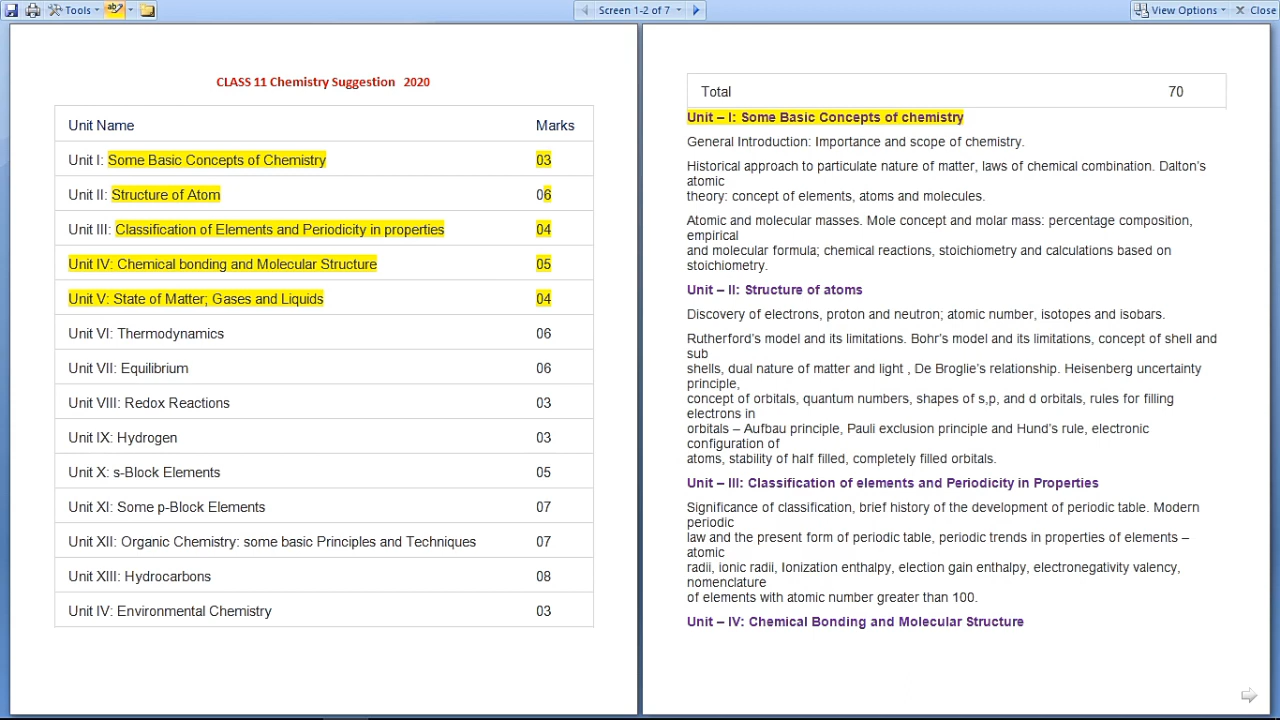 Tools
Screen 1-2 of 7
View Options
Close
CLASS 11 Chemistry Suggestion 2020
Unit Name Marks
Unit I: Some Basic Concepts of Chemistry 03
Unit II: Structure of Atom 06
Unit III: Classification of Elements and Periodicity in properties 04
Unit IV: Chemical bonding and Molecular Structure 05
Unit V: State of Matter; Gases and Liquids 04
Unit VI: Thermodynamics 06
Unit VII: Equilibrium 06
Unit VIII: Redox Reactions 03
Unit IX: Hydrogen 03
Unit X: s-Block Elements 05
Unit XI: Some p-Block Elements 07
Unit XII: Organic Chemistry: some basic Principles and Techniques 07
Unit XIII: Hydrocarbons 08
Unit IV: Environmental Chemistry 03
Total 70
Unit – I: Some Basic Concepts of chemistry
General Introduction: Importance and scope of chemistry.
Historical approach to particulate nature of matter, laws of chemical combination. Dalton's
atomic
theory: concept of elements, atoms and molecules.
Atomic and molecular masses. Mole concept and molar mass: percentage composition,
empirical
and molecular formula; chemical reactions, stoichiometry and calculations based on
stoichiometry.
Unit – II: Structure of atoms
Discovery of electrons, proton and neutron; atomic number, isotopes and isobars.
Rutherford's model and its limitations. Bohr's model and its limitations, concept of shell and
sub
shells, dual nature of matter and light , De Broglie's relationship. Heisenberg uncertainty
principle,
concept of orbitals, quantum numbers, shapes of s,p, and d orbitals, rules for filling
electrons in
orbitals – Aufbau principle, Pauli exclusion principle and Hund's rule, electronic
configuration of
atoms, stability of half filled, completely filled orbitals.
Unit – III: Classification of elements and Periodicity in Properties
Significance of classification, brief history of the development of periodic table. Modern
periodic
law and the present form of periodic table, periodic trends in properties of elements –
atomic
radii, ionic radii, Ionization enthalpy, election gain enthalpy, electronegativity valency,
nomenclature
of elements with atomic number greater than 100.
Unit – IV: Chemical Bonding and Molecular Structure